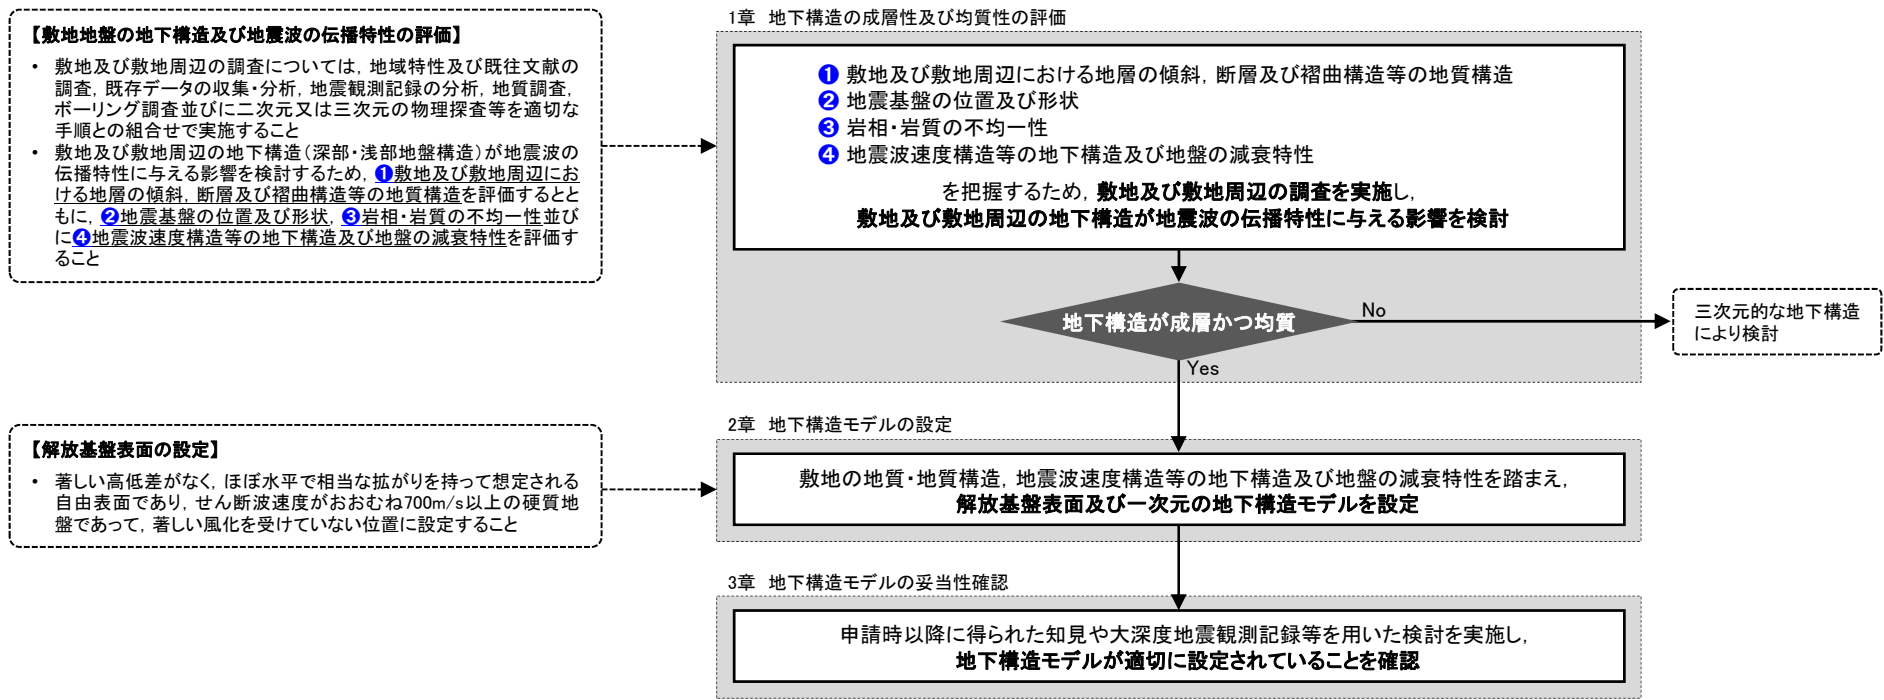 【敷地地盤の地下構造及び地震波の伝播特性の評価】
• 敷地及び敷地周辺の調査については，地域特性及び既往文献の
調査，既存データの収集・分析，地震観測記録の分析，地質調査，
ボーリング調査並びに二次元又は三次元の物理探査等を適切な
手順との組合せで実施すること
• 敷地及び敷地周辺の地下構造（深部・浅部地盤構造）が地震波の
伝播特性に与える影響を検討するため，❶敷地及び敷地周辺にお
ける地層の傾斜，断層及び褶曲構造等の地質構造を評価するとと
もに，❷地震基盤の位置及び形状，❸岩相・岩質の不均一性並び
に❹地震波速度構造等の地下構造及び地盤の減衰特性を評価す
ること
1章 地下構造の成層性及び均質性の評価
❶ 敷地及び敷地周辺における地層の傾斜，断層及び褶曲構造等の地質構造
❷ 地震基盤の位置及び形状
❸ 岩相・岩質の不均一性
❹ 地震波速度構造等の地下構造及び地盤の減衰特性
を把握するため，敷地及び敷地周辺の調査を実施し，
敷地及び敷地周辺の地下構造が地震波の伝播特性に与える影響を検討
地下構造が成層かつ均質
No
Yes
三次元的な地下構造
により検討
【解放基盤表面の設定】
• 著しい高低差がなく，ほぼ水平で相当な拡がりを持って想定される
自由表面であり，せん断波速度がおおむね700m/s以上の硬質地
盤であって，著しい風化を受けていない位置に設定すること
2章 地下構造モデルの設定
敷地の地質・地質構造，地震波速度構造等の地下構造及び地盤の減衰特性を踏まえ，
解放基盤表面及び一次元の地下構造モデルを設定
3章 地下構造モデルの妥当性確認
申請時以降に得られた知見や大深度地震観測記録等を用いた検討を実施し，
地下構造モデルが適切に設定されていることを確認